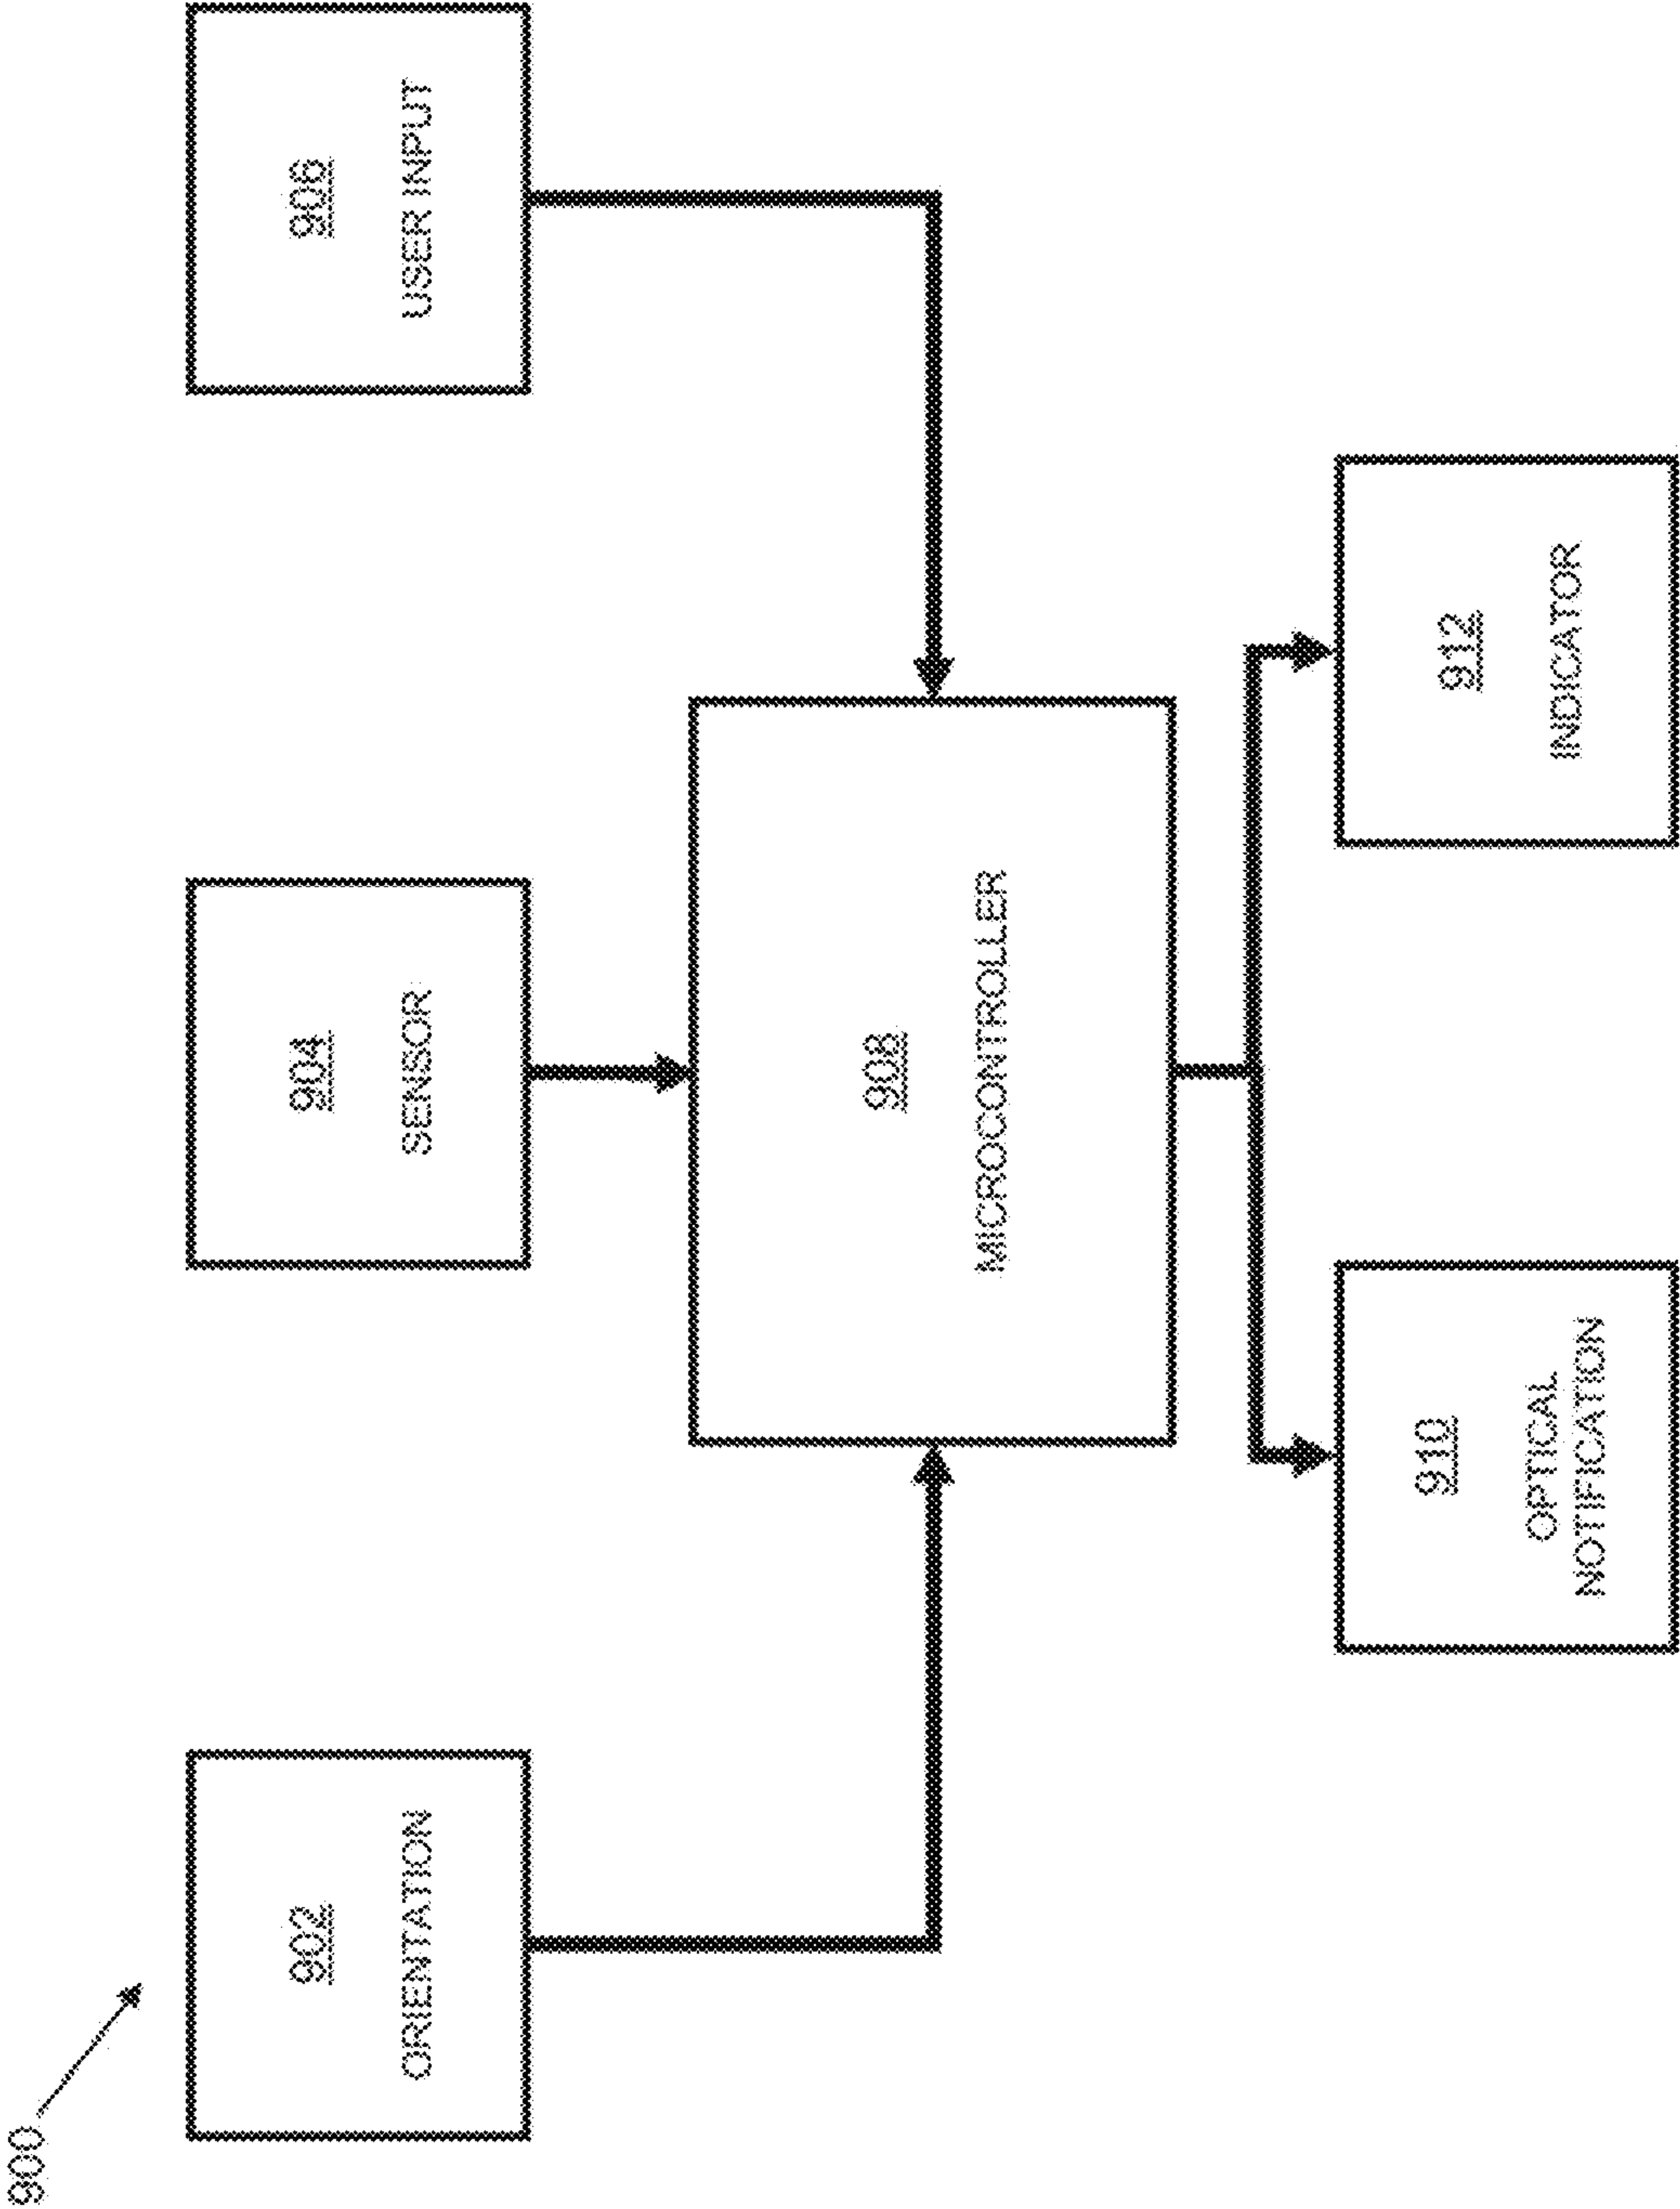 900
902
ORIENTATION
904
SENSOR
906
USER INPUT
908
MICROCONTROLLER
910
OPTICAL
NOTIFICATION
912
INDICATOR